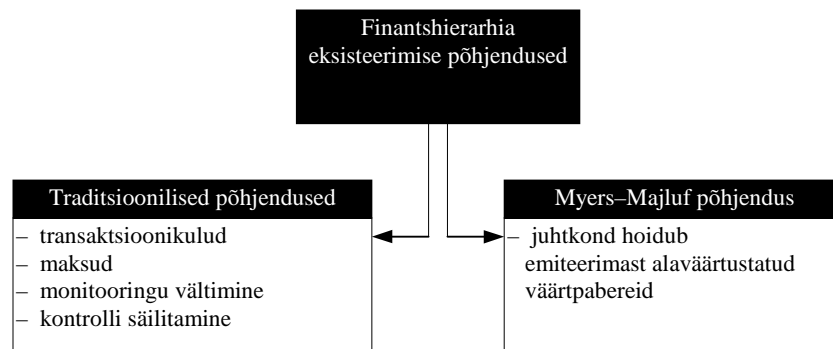 Finantshierarhia
eksisteerimise põhjendused
Traditsioonilised põhjendused
– transaktsioonikulud
– maksud
– monitooringu vältimine
– kontrolli säilitamine
Myers–Majluf põhjendus
– juhtkond hoidub
emiteerimast alaväärtustatud
väärtpabereid